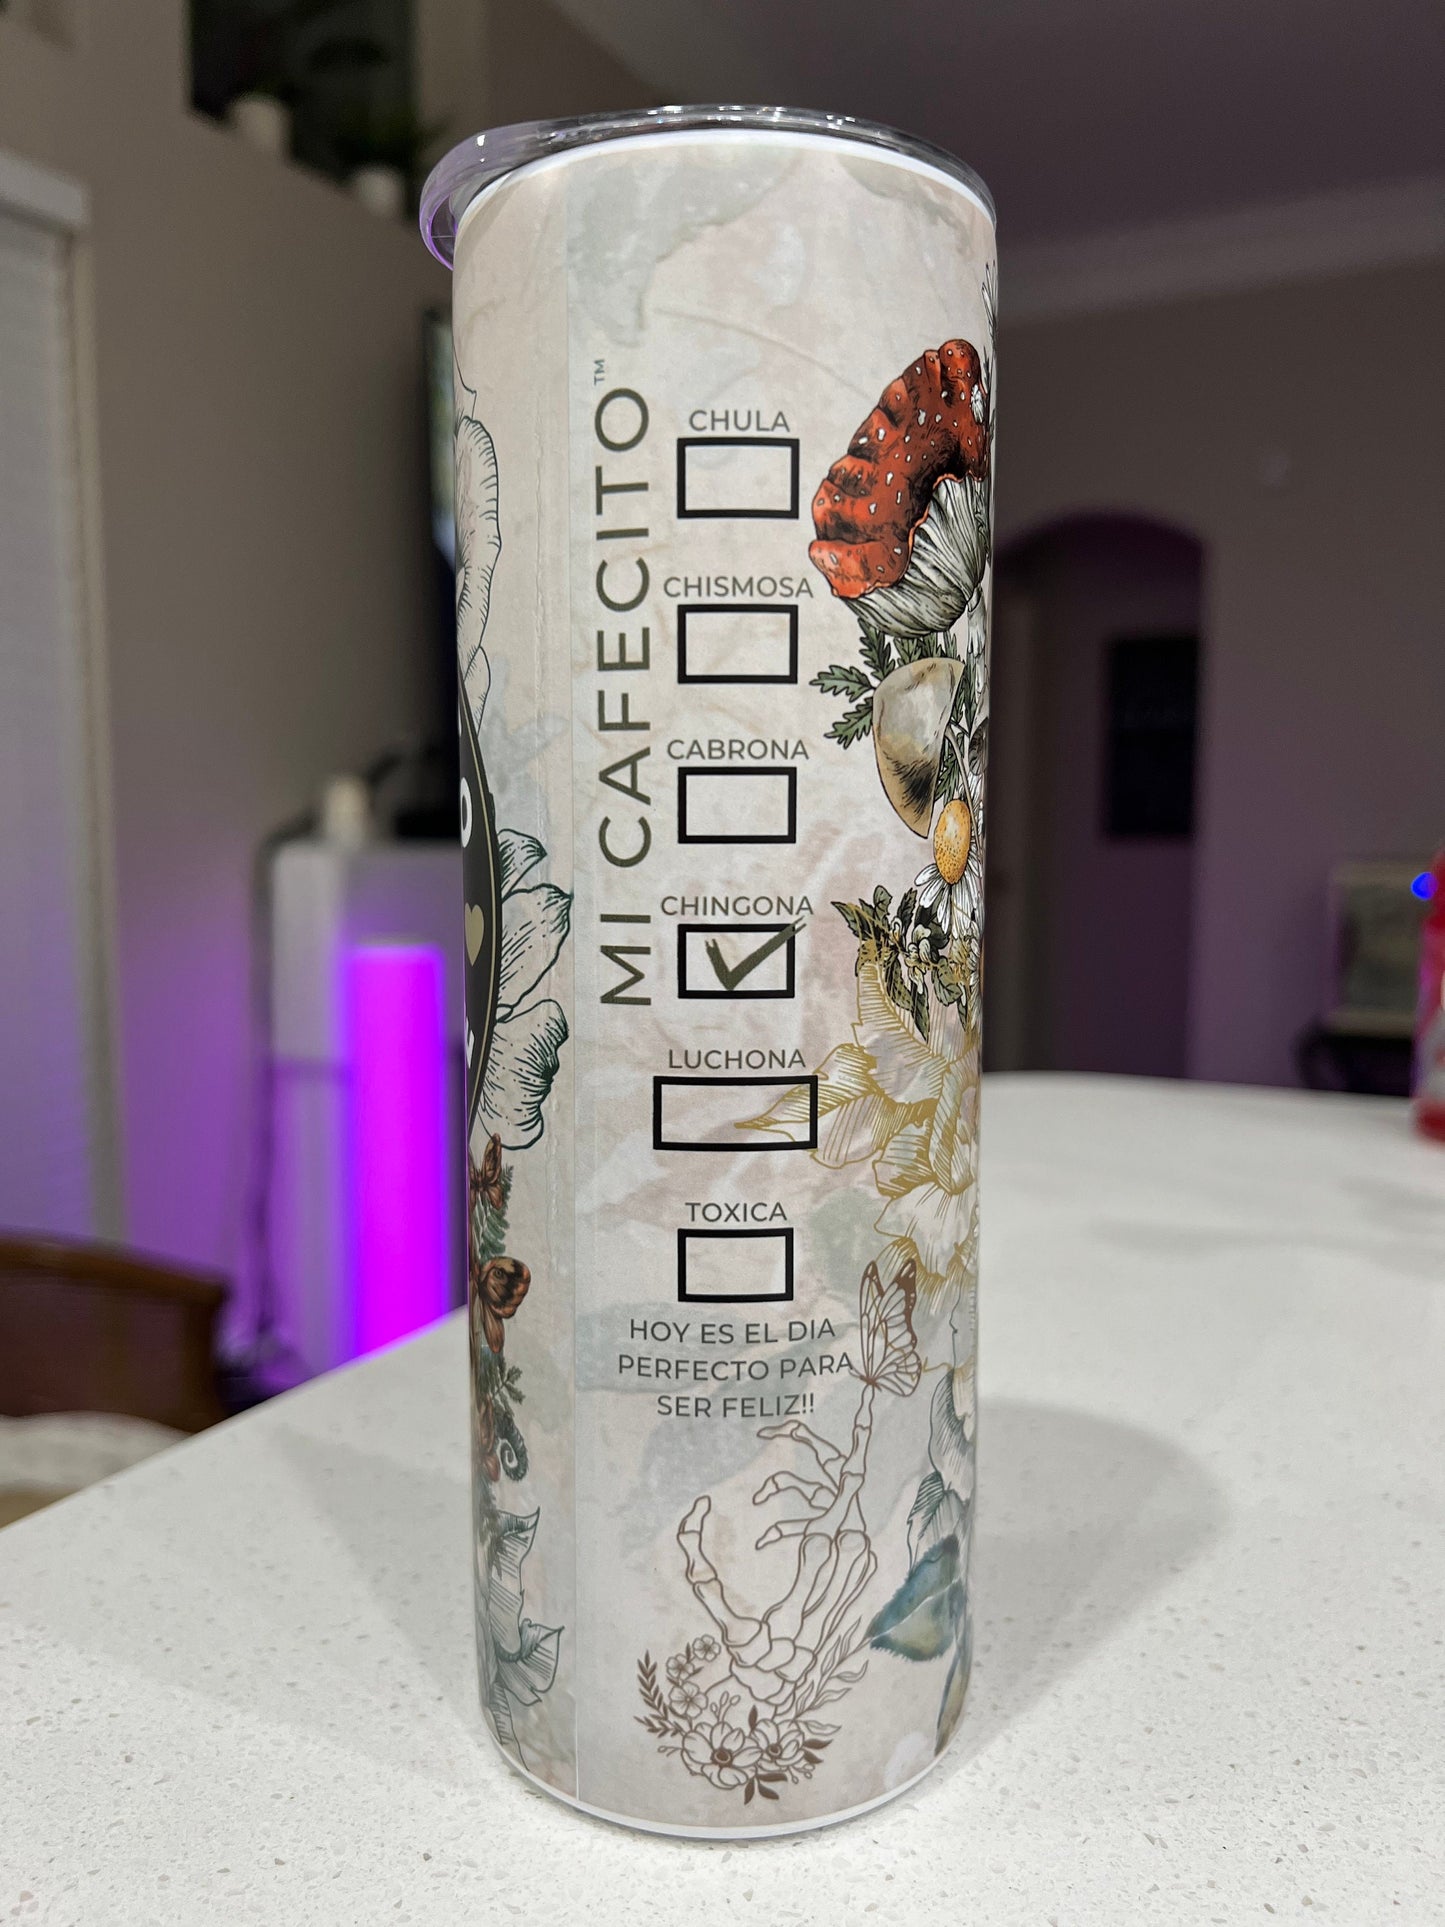 MI CAFECITO™
CHULA
CHISMOSA
CABRONA
CHINGONA
LUCHONA
TOXICA
HOY ES EL DIA
PERFECTO PARA
SER FELIZ!!